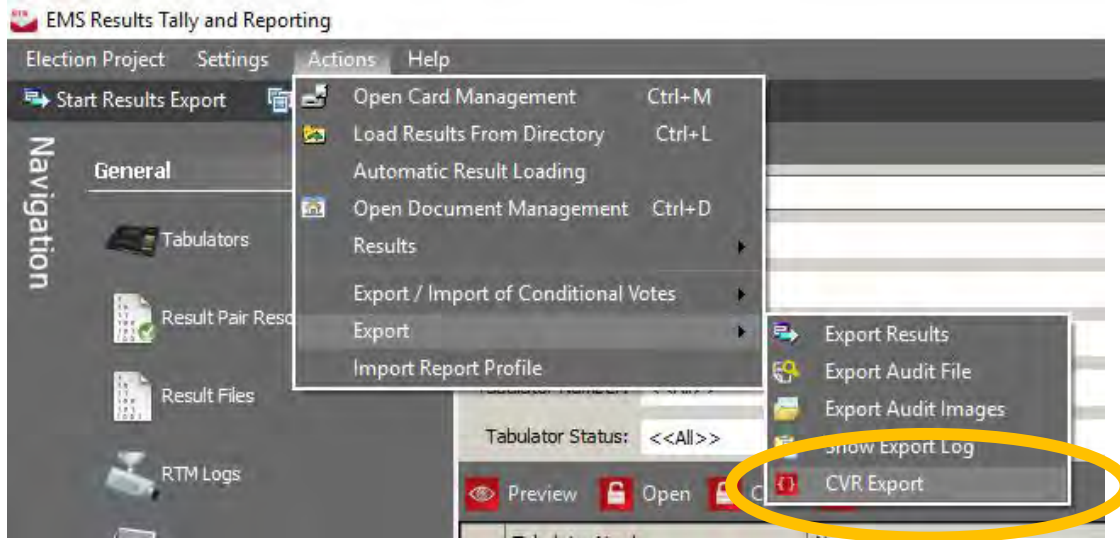 EMS Results Tally and Reporting
Election Project Settings Actions Help
Start Results Export
Open Card Management Ctrl+M
Load Results From Directory Ctrl+L
Automatic Result Loading
Open Document Management Ctrl+D
Results
Export / Import of Conditional Votes
Export
Import Report Profile
Export Results
Export Audit File
Export Audit Images
Show Export Log
CVR Export
Navigation
General
Tabulators
Result Pair Reso
Result Files
RTM Logs
Tabulator Status: <<All>>
Preview Open C